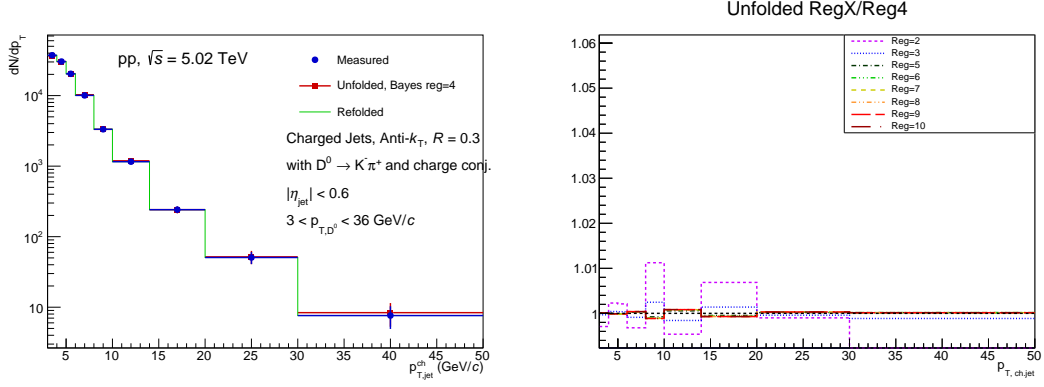 dN/dp_T
10^4
10^3
10^2
10
pp, √s = 5.02 TeV
Measured
Unfolded, Bayes reg=4
Refolded
Charged Jets, Anti-k_T, R = 0.3
with D^0 → K^-π^+ and charge conj.
|η_jet| < 0.6
3 < p_T,D^0 < 36 GeV/c
5 10 15 20 25 30 35 40 45 50
p^ch_T,jet (GeV/c)
Unfolded RegX/Reg4
1.06
1.05
1.04
1.03
1.02
1.01
1
Reg=2
Reg=3
Reg=5
Reg=6
Reg=7
Reg=8
Reg=9
Reg=10
5 10 15 20 25 30 35 40 45 50
p_T, ch,jet